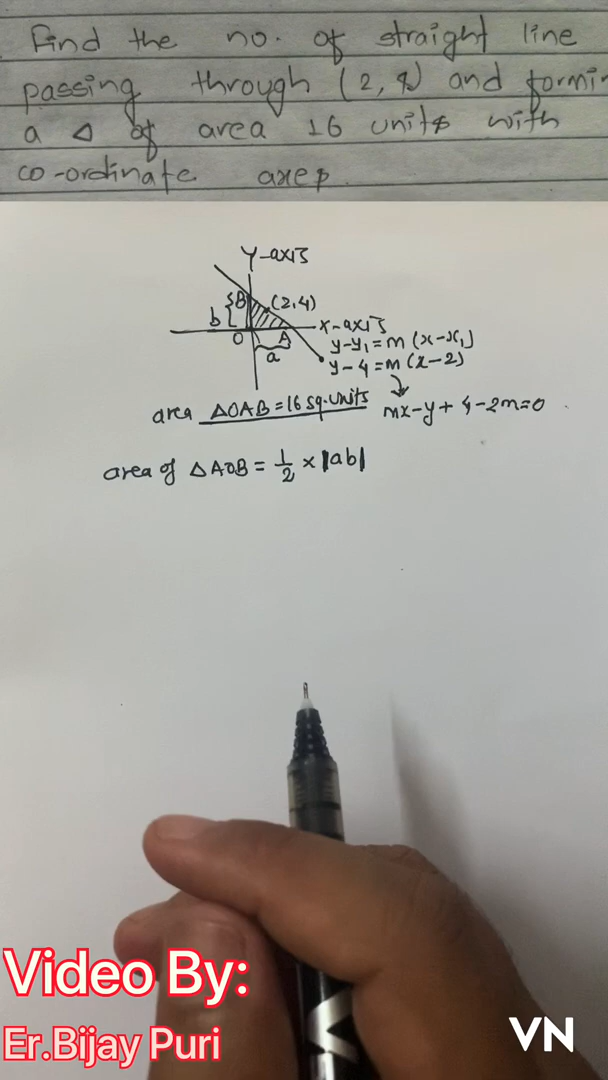 Find the no. of straight line
passing through (2, 4) and formin
a Δ of area 16 units with
co-ordinate axes.
Y-axis
B
(2,4)
b
x-axis
O
A
a
y-y₁=m(x-x₁)
y-4=m(x-2)
area ΔOAB=16 sq.units
mx-y+4-2m=0
area of ΔAOB = 1/2 × |ab|
Video By:
Er.Bijay Puri
VN